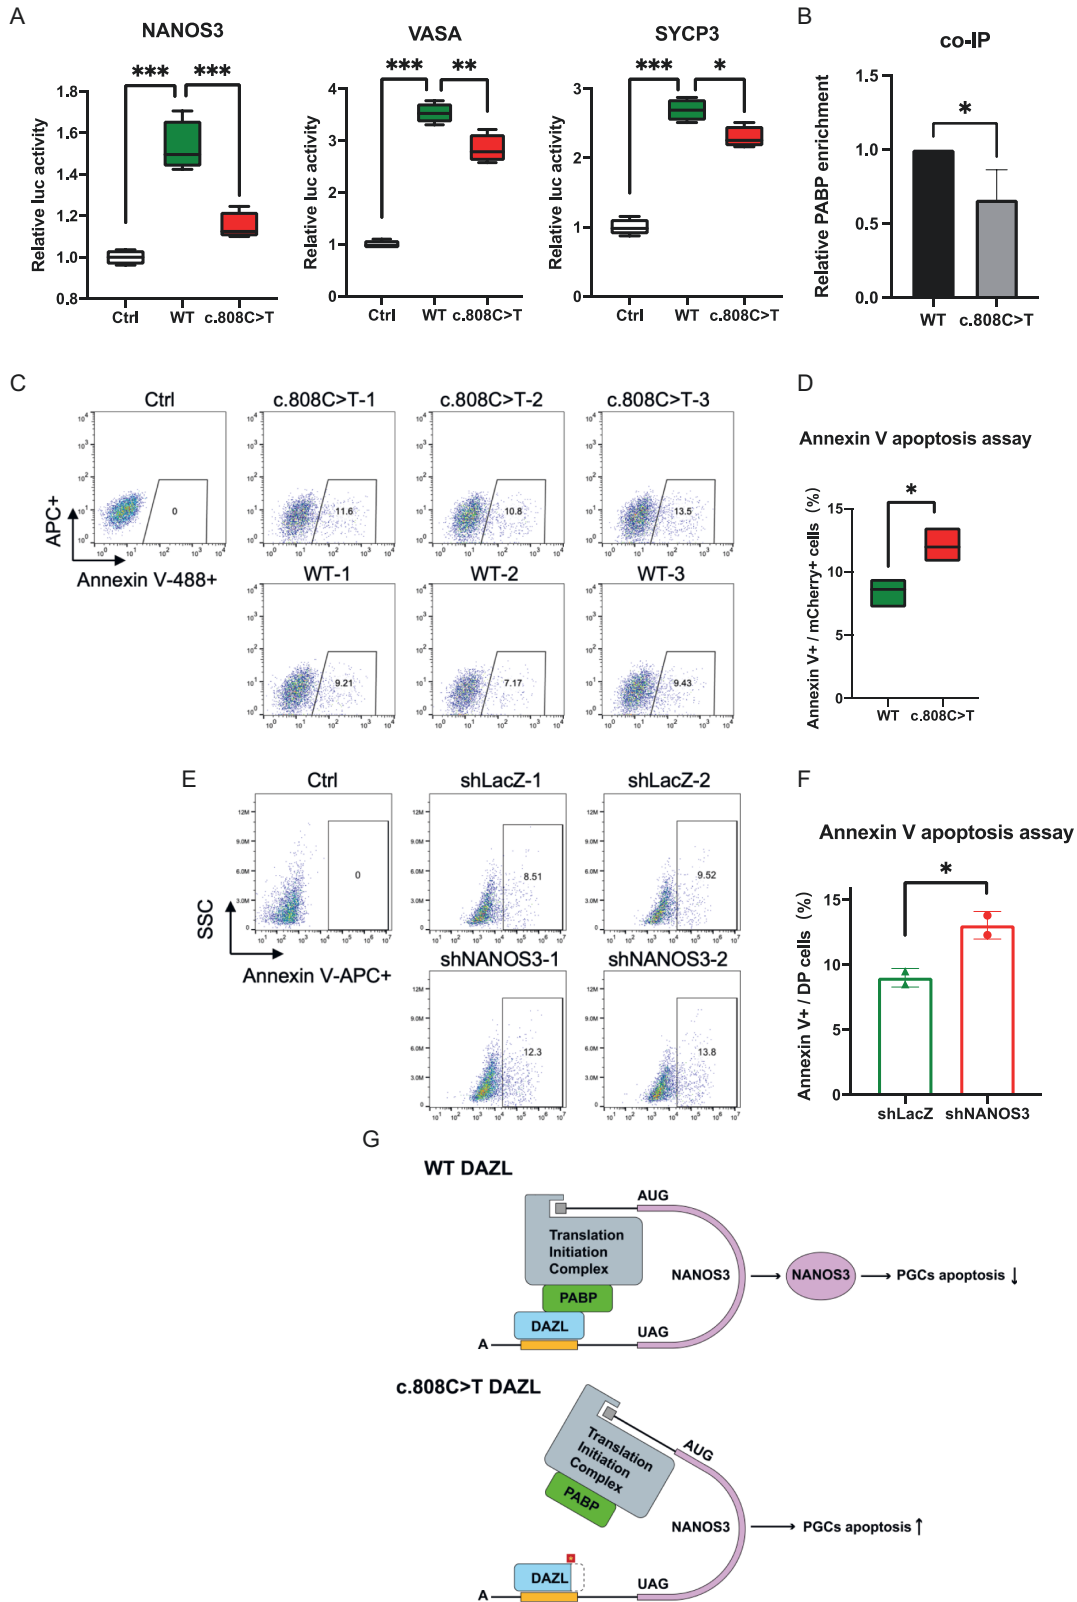 A
NANOS3
*** ***
Relative luc activity
1.8
1.6
1.4
1.2
1.0
0.8
Ctrl WT c.808C>T
VASA
*** **
Relative luc activity
4
3
2
1
0
Ctrl WT c.808C>T
SYCP3
*** *
Relative luc activity
3
2
1
0
Ctrl WT c.808C>T
B
co-IP
*
Relative PABP enrichment
1.5
1.0
0.5
0.0
WT c.808C>T
C
Ctrl
0
APC+
Annexin V-488+
c.808C>T-1
11.6
c.808C>T-2
10.8
c.808C>T-3
13.5
WT-1
9.21
WT-2
7.17
WT-3
9.43
D
Annexin V apoptosis assay
*
Annexin V+ / mCherry+ cells (%)
15
10
5
0
WT c.808C>T
E
Ctrl
0
SSC
Annexin V-APC+
shLacZ-1
8.51
shLacZ-2
9.52
shNANOS3-1
12.3
shNANOS3-2
13.8
F
Annexin V apoptosis assay
*
Annexin V+ / DP cells (%)
15
10
5
0
shLacZ shNANOS3
G
WT DAZL
AUG
Translation
Initiation
Complex
PABP
DAZL
A
UAG
NANOS3
NANOS3
PGCs apoptosis ↓
c.808C>T DAZL
AUG
Translation
Initiation
Complex
PABP
DAZL
A
UAG
NANOS3
PGCs apoptosis ↑